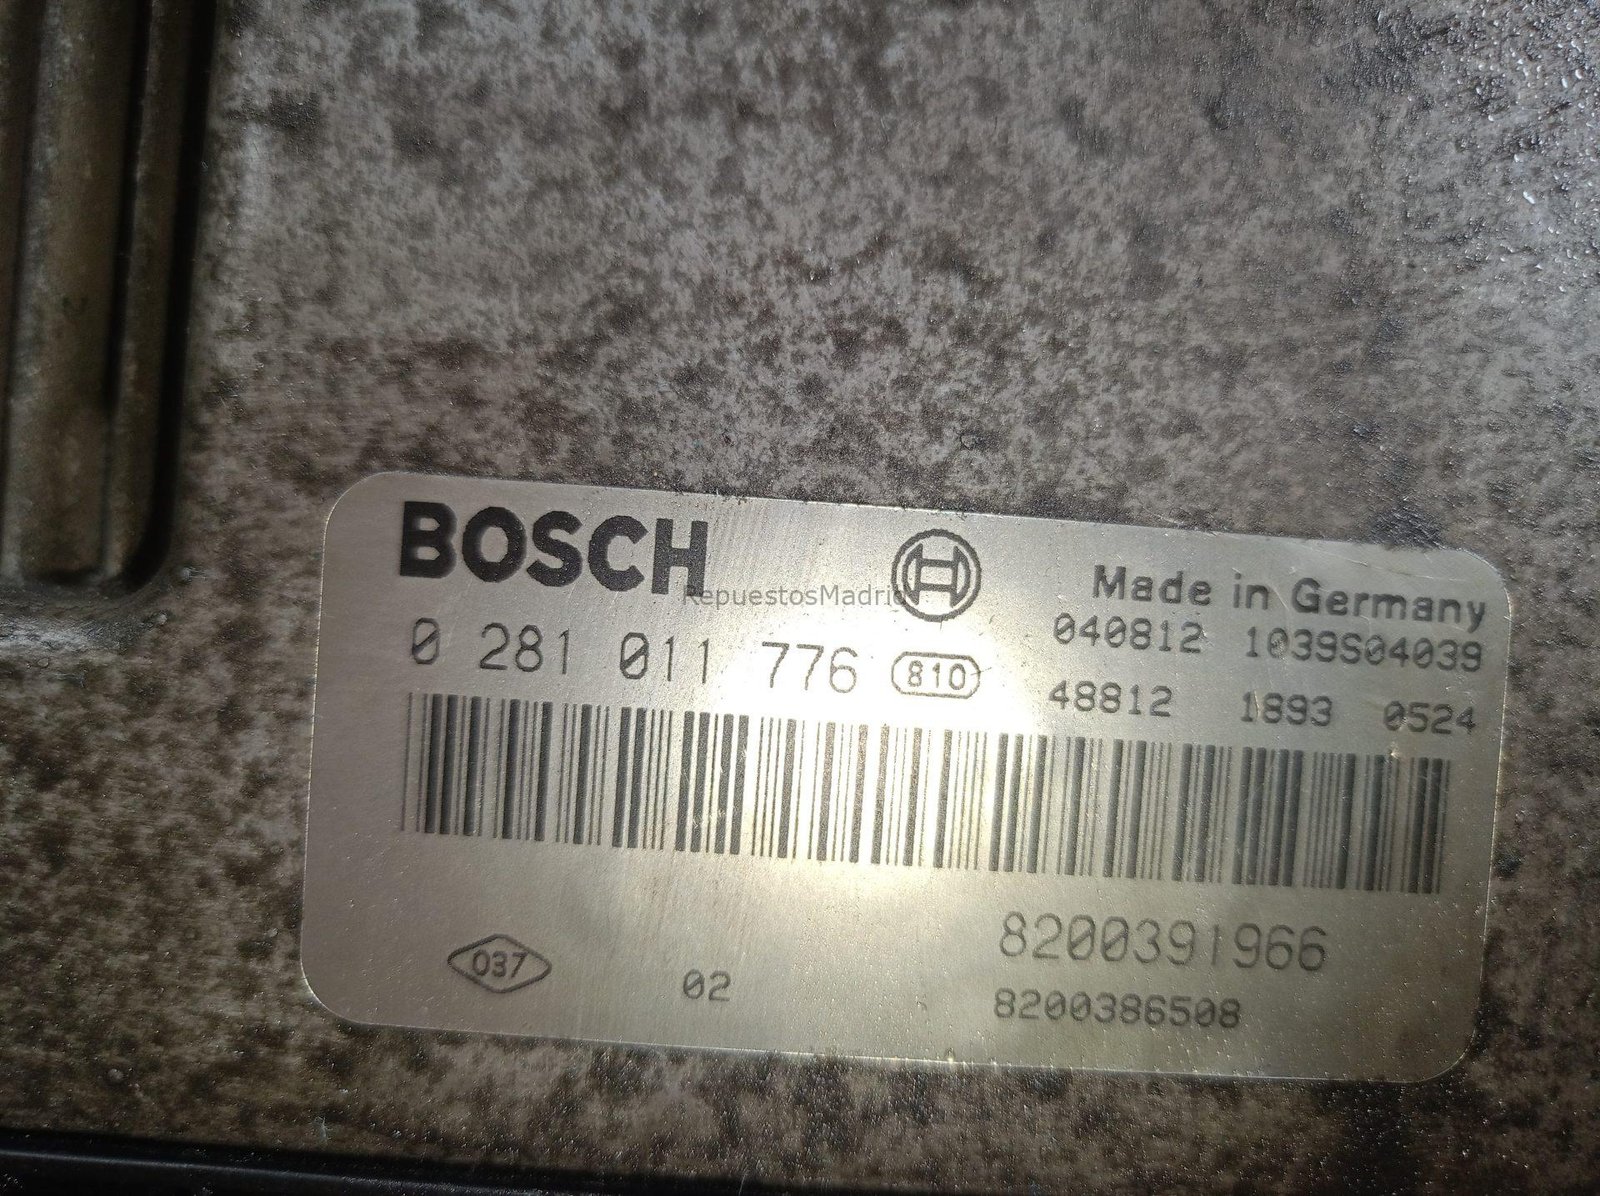 BOSCH
Made in Germany
RepuestosMadrid
0 281 011 776 810
040812 1039S04039
48812 1893 0524
8200391966
037 02
8200386508